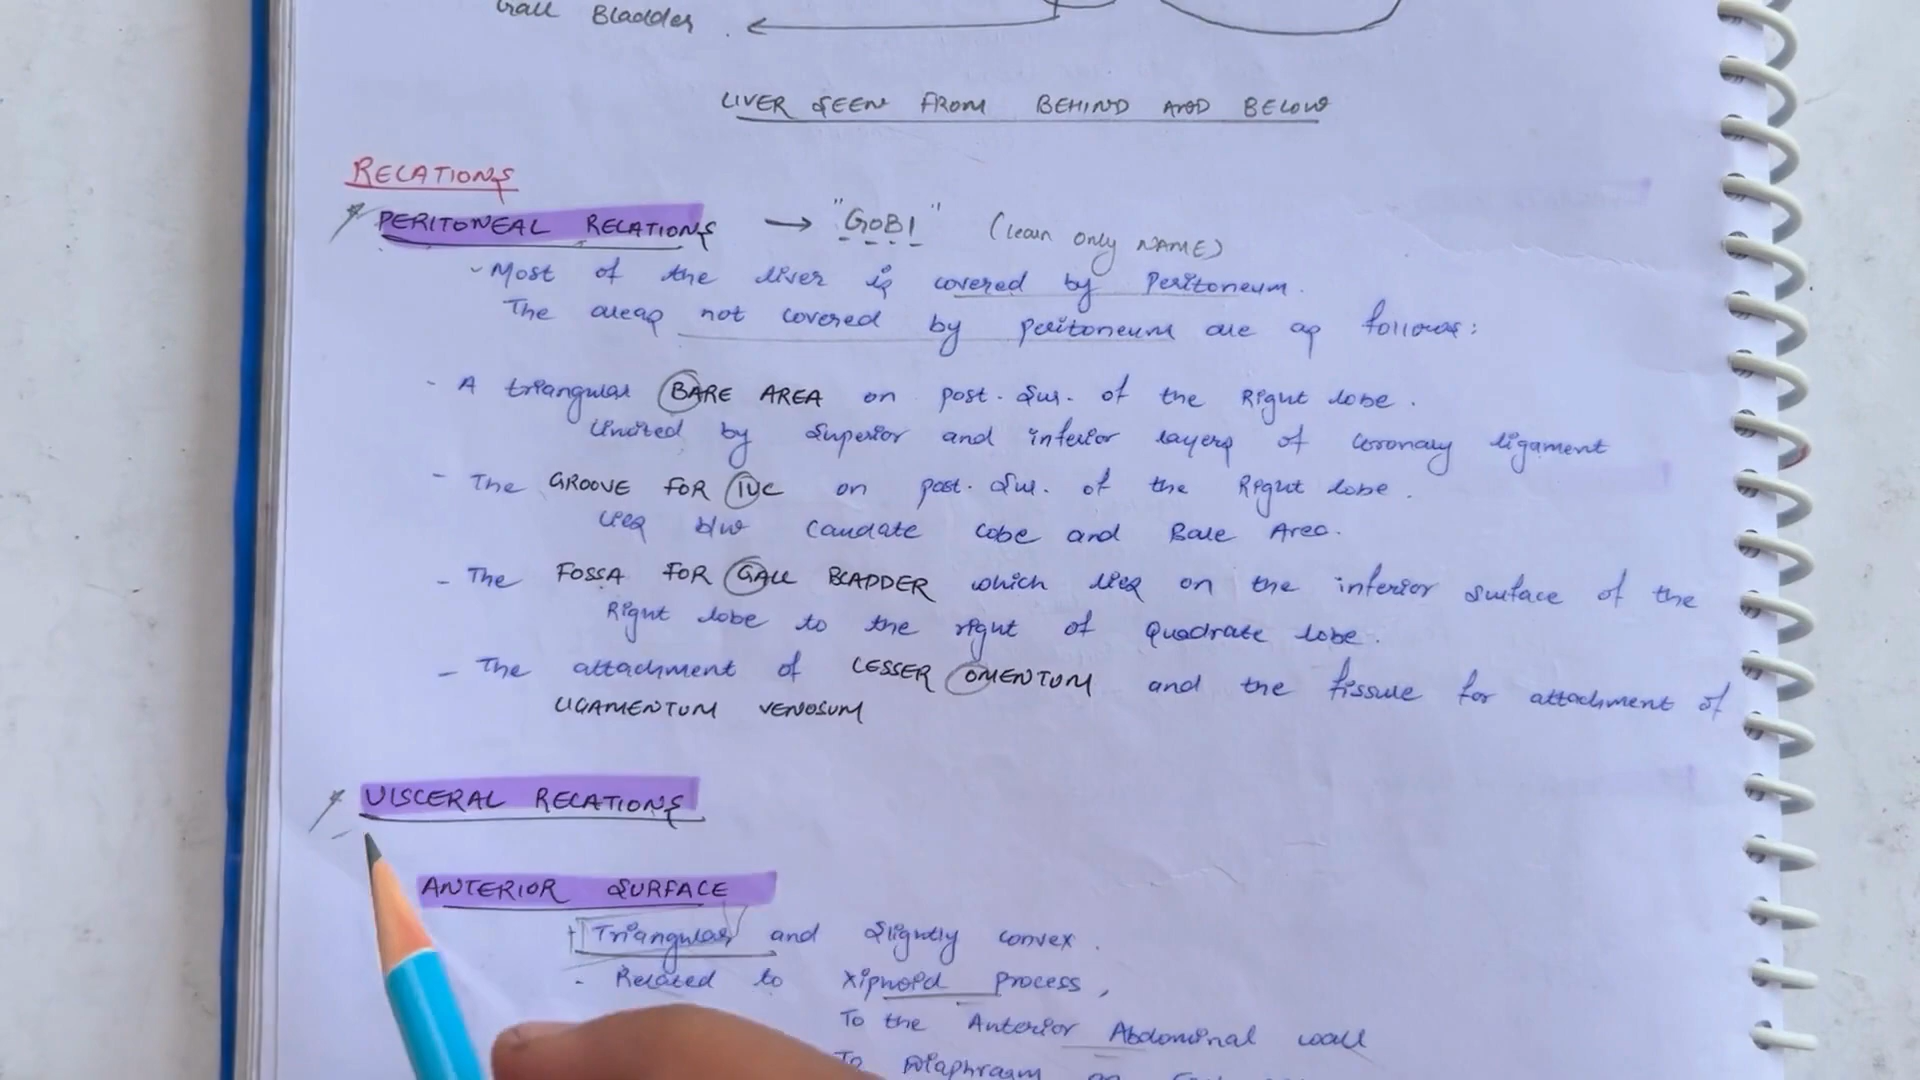 Gall Bladder.
LIVER SEEN FROM BEHIND AND BELOW
RELATIONS
PERITONEAL RELATIONS → "GOBI" (learn only NAME)
- Most of the liver is covered by Peritoneum.
The areas not covered by peritoneum are as follows:
- A triangular BARE AREA on post. Sur. of the Right lobe.
Limited by Superior and inferior layers of coronary ligament
- The GROOVE FOR IVC on post. Sur. of the Right lobe.
Lies b/w Caudate Lobe and Bare Area.
- The FOSSA FOR GALL BLADDER which lies on the inferior surface of the
Right lobe to the right of Quadrate lobe.
- The attachment of LESSER OMENTUM and the fissure for attachment of
LIGAMENTUM VENOSUM
VISCERAL RELATIONS
ANTERIOR SURFACE
Triangular and Slightly convex.
- Related to Xiphoid Process,
To the Anterior Abdominal wall
To Diaphragm on